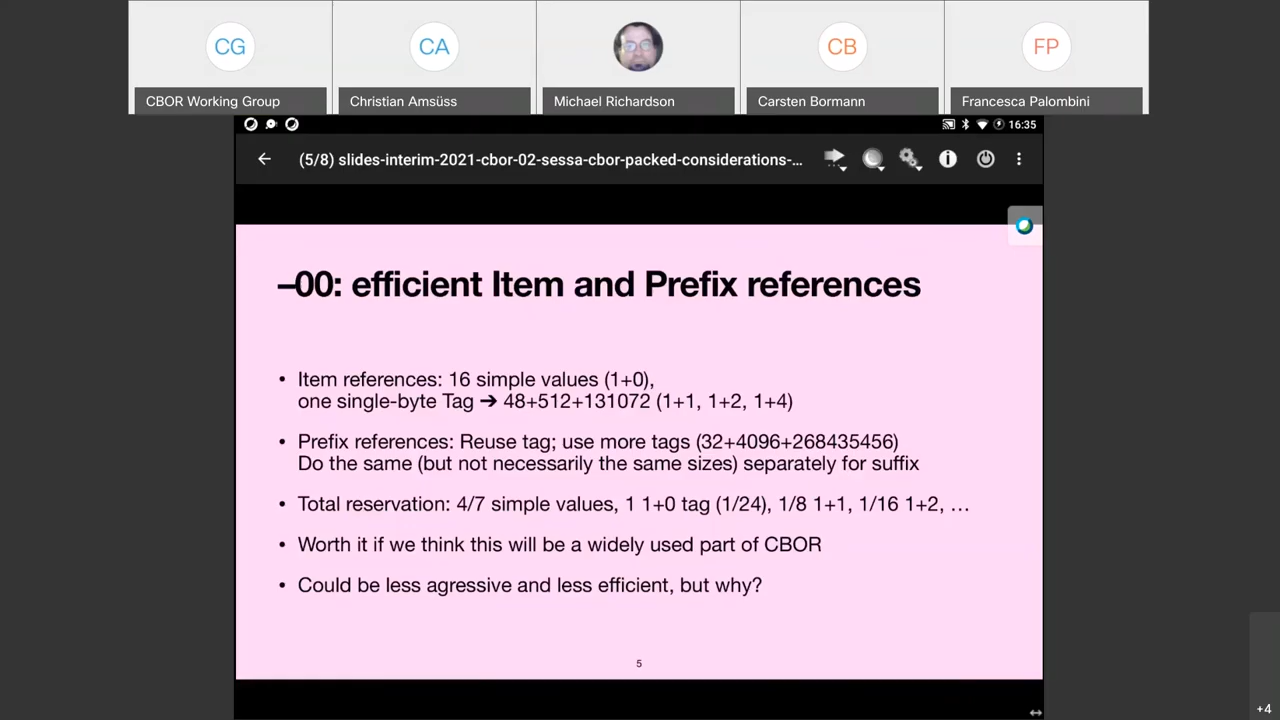 CG
CA
CB
FP
CBOR Working Group
Christian Amsüss
Michael Richardson
Carsten Bormann
Francesca Palombini
16:35
(5/8) slides-interim-2021-cbor-02-sessa-cbor-packed-considerations-...
–00: efficient Item and Prefix references
• Item references: 16 simple values (1+0),
one single-byte Tag ➔ 48+512+131072 (1+1, 1+2, 1+4)
• Prefix references: Reuse tag; use more tags (32+4096+268435456)
Do the same (but not necessarily the same sizes) separately for suffix
• Total reservation: 4/7 simple values, 1 1+0 tag (1/24), 1/8 1+1, 1/16 1+2, …
• Worth it if we think this will be a widely used part of CBOR
• Could be less agressive and less efficient, but why?
5
+4